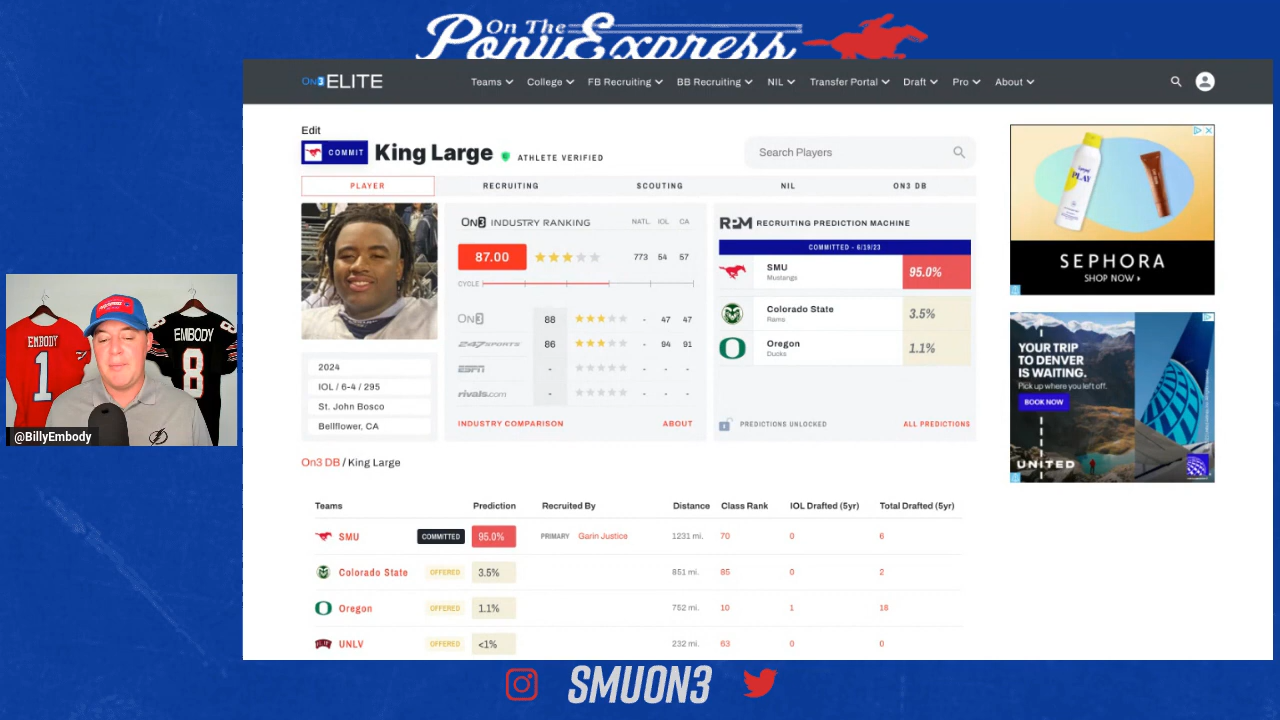 On The
Pony Express
On3 ELITE
Teams College FB Recruiting BB Recruiting NIL Transfer Portal Draft Pro About
Edit
COMMIT King Large ATHLETE VERIFIED
Search Players
PLAYER RECRUITING SCOUTING NIL ON3 DB
On3 INDUSTRY RANKING NATL IOL CA
87.00 773 54 57
CYCLE
On3 88 - 47 47
247SPORTS 86 - 94 91
ESPN - - - -
rivals.com - - - -
INDUSTRY COMPARISON ABOUT
2024
IOL / 6-4 / 295
St. John Bosco
Bellflower, CA
RPM RECRUITING PREDICTION MACHINE
COMMITTED - 6/19/23
SMU 95.0%
Mustangs
Colorado State 3.5%
Rams
Oregon 1.1%
Ducks
PREDICTIONS UNLOCKED ALL PREDICTIONS
On3 DB / King Large
Teams Prediction Recruited By Distance Class Rank IOL Drafted (5yr) Total Drafted (5yr)
SMU COMMITTED 95.0% PRIMARY Garin Justice 1231 mi. 70 0 6
Colorado State OFFERED 3.5% 851 mi. 85 0 2
Oregon OFFERED 1.1% 752 mi. 10 1 18
UNLV OFFERED <1% 232 mi. 63 0 0
PLAY
SEPHORA
SHOP NOW
YOUR TRIP
TO DENVER
IS WAITING.
Pick up where you left off.
BOOK NOW
UNITED
EMBODY
1
EMBODY
8
@BillyEmbody
SMUON3